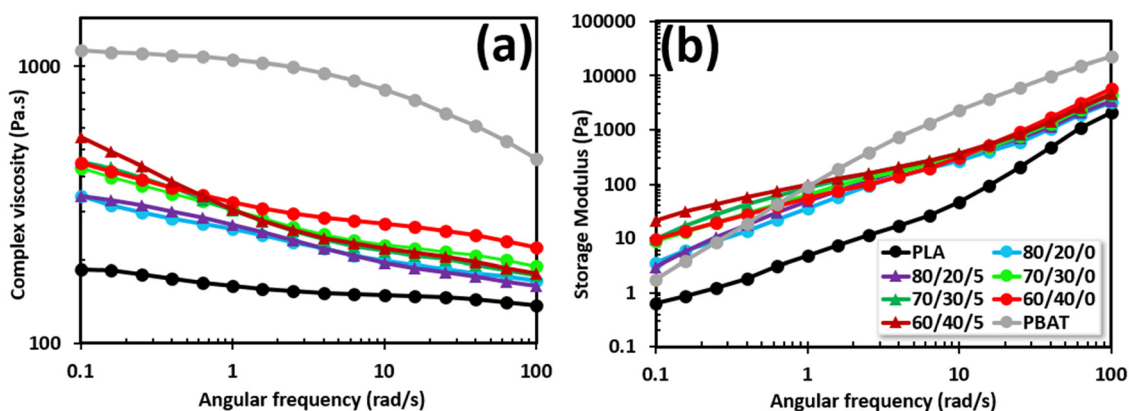 (a)
Complex viscosity (Pa.s)
1000
100
0.1 1 10 100
Angular frequency (rad/s)
(b)
Storage Modulus (Pa)
100000
10000
1000
100
10
1
0.1
PLA 80/20/0
80/20/5 70/30/0
70/30/5 60/40/0
60/40/5 PBAT
0.1 1 10 100
Angular frequency (rad/s)